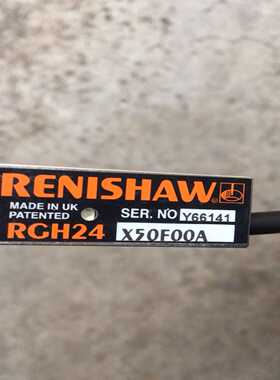 RENISHAW
MADE IN UK
PATENTED
SER. NO Y66141
RGH24 X50F00A